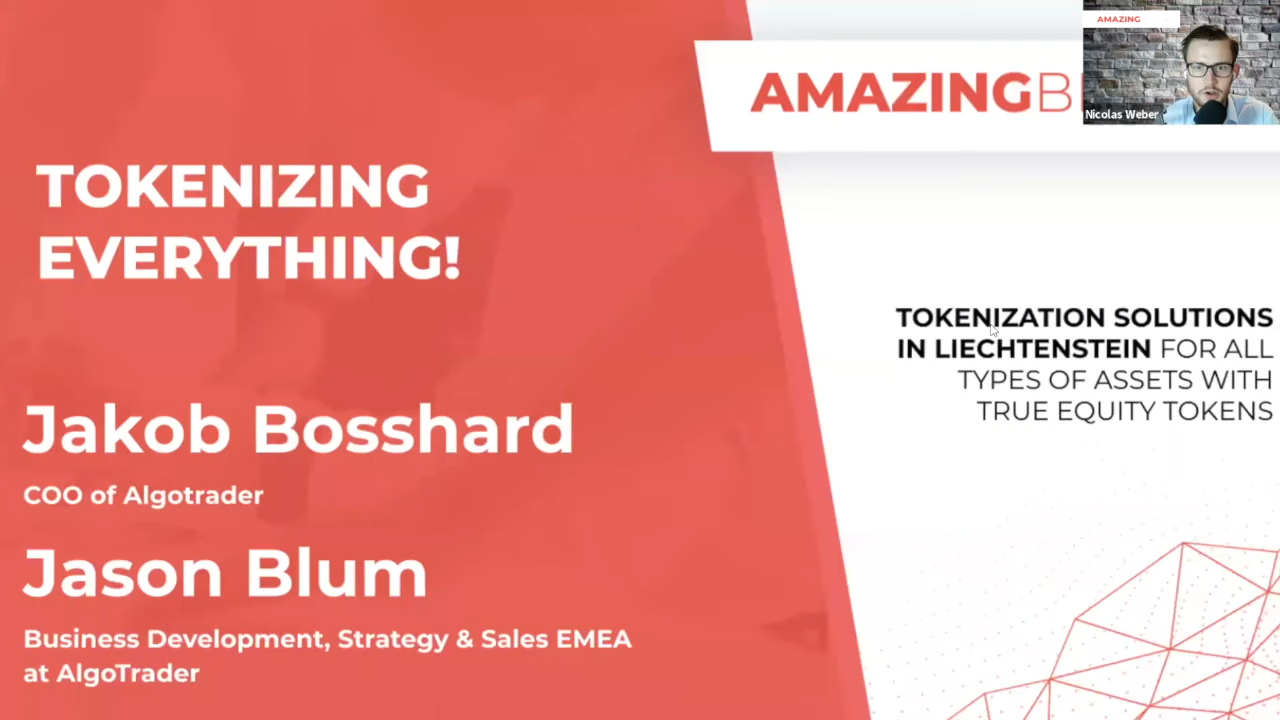 AMAZING
AMAZINGB
Nicolas Weber
TOKENIZING
EVERYTHING!
TOKENIZATION SOLUTIONS
IN LIECHTENSTEIN FOR ALL
TYPES OF ASSETS WITH
TRUE EQUITY TOKENS
Jakob Bosshard
COO of Algotrader
Jason Blum
Business Development, Strategy & Sales EMEA
at AlgoTrader